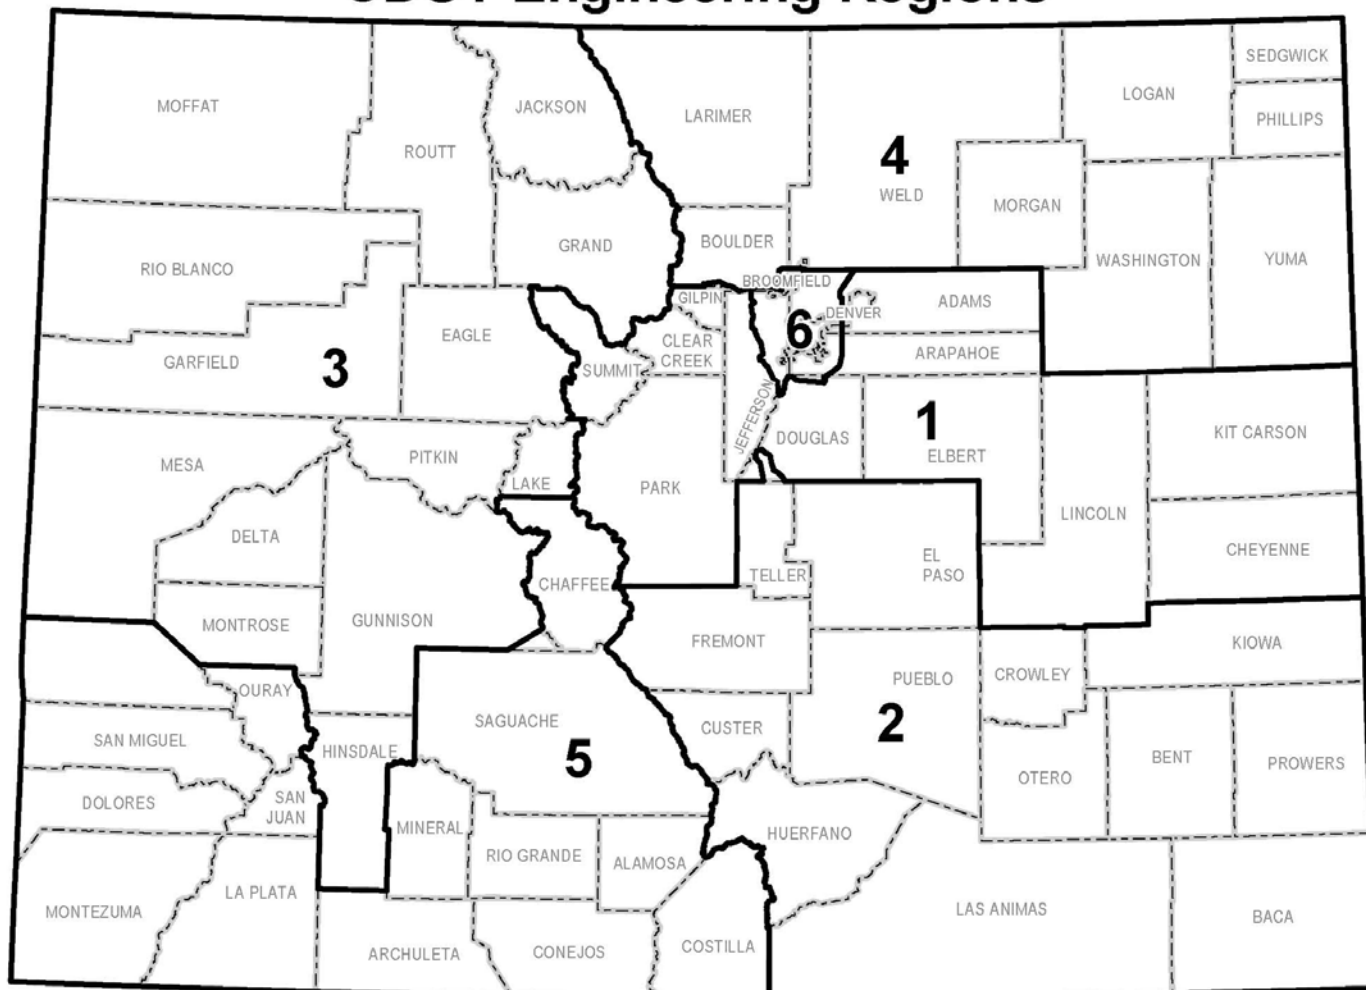 Engineering Regions
SEDGWICK
MOFFAT
JACKSON
LARIMER
LOGAN
PHILLIPS
ROUTT
4
WELD
MORGAN
GRAND
BOULDER
RIO BLANCO
WASHINGTON
YUMA
BROOMFIELD
GILPIN
ADAMS
DENVER
6
EAGLE
CLEAR
CREEK
ARAPAHOE
GARFIELD
3
SUMMIT
JEFFERSON
1
DOUGLAS
ELBERT
KIT CARSON
MESA
PITKIN
LAKE
PARK
LINCOLN
DELTA
EL
PASO
CHEYENNE
TELLER
CHAFFEE
MONTROSE
GUNNISON
FREMONT
KIOWA
OURAY
PUEBLO
CROWLEY
SAGUACHE
2
CUSTER
SAN MIGUEL
HINSDALE
5
BENT
PROWERS
OTERO
DOLORES
SAN
JUAN
MINERAL
HUERFANO
RIO GRANDE
ALAMOSA
LA PLATA
MONTEZUMA
LAS ANIMAS
BACA
ARCHULETA
CONEJOS
COSTILLA